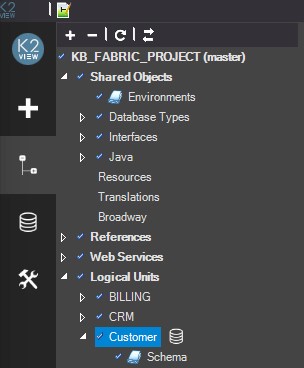 K2
VIEW
K2
VIEW
KB_FABRIC_PROJECT (master)
Shared Objects
Environments
Database Types
Interfaces
Java
Resources
Translations
Broadway
References
Web Services
Logical Units
BILLING
CRM
Customer
Schema